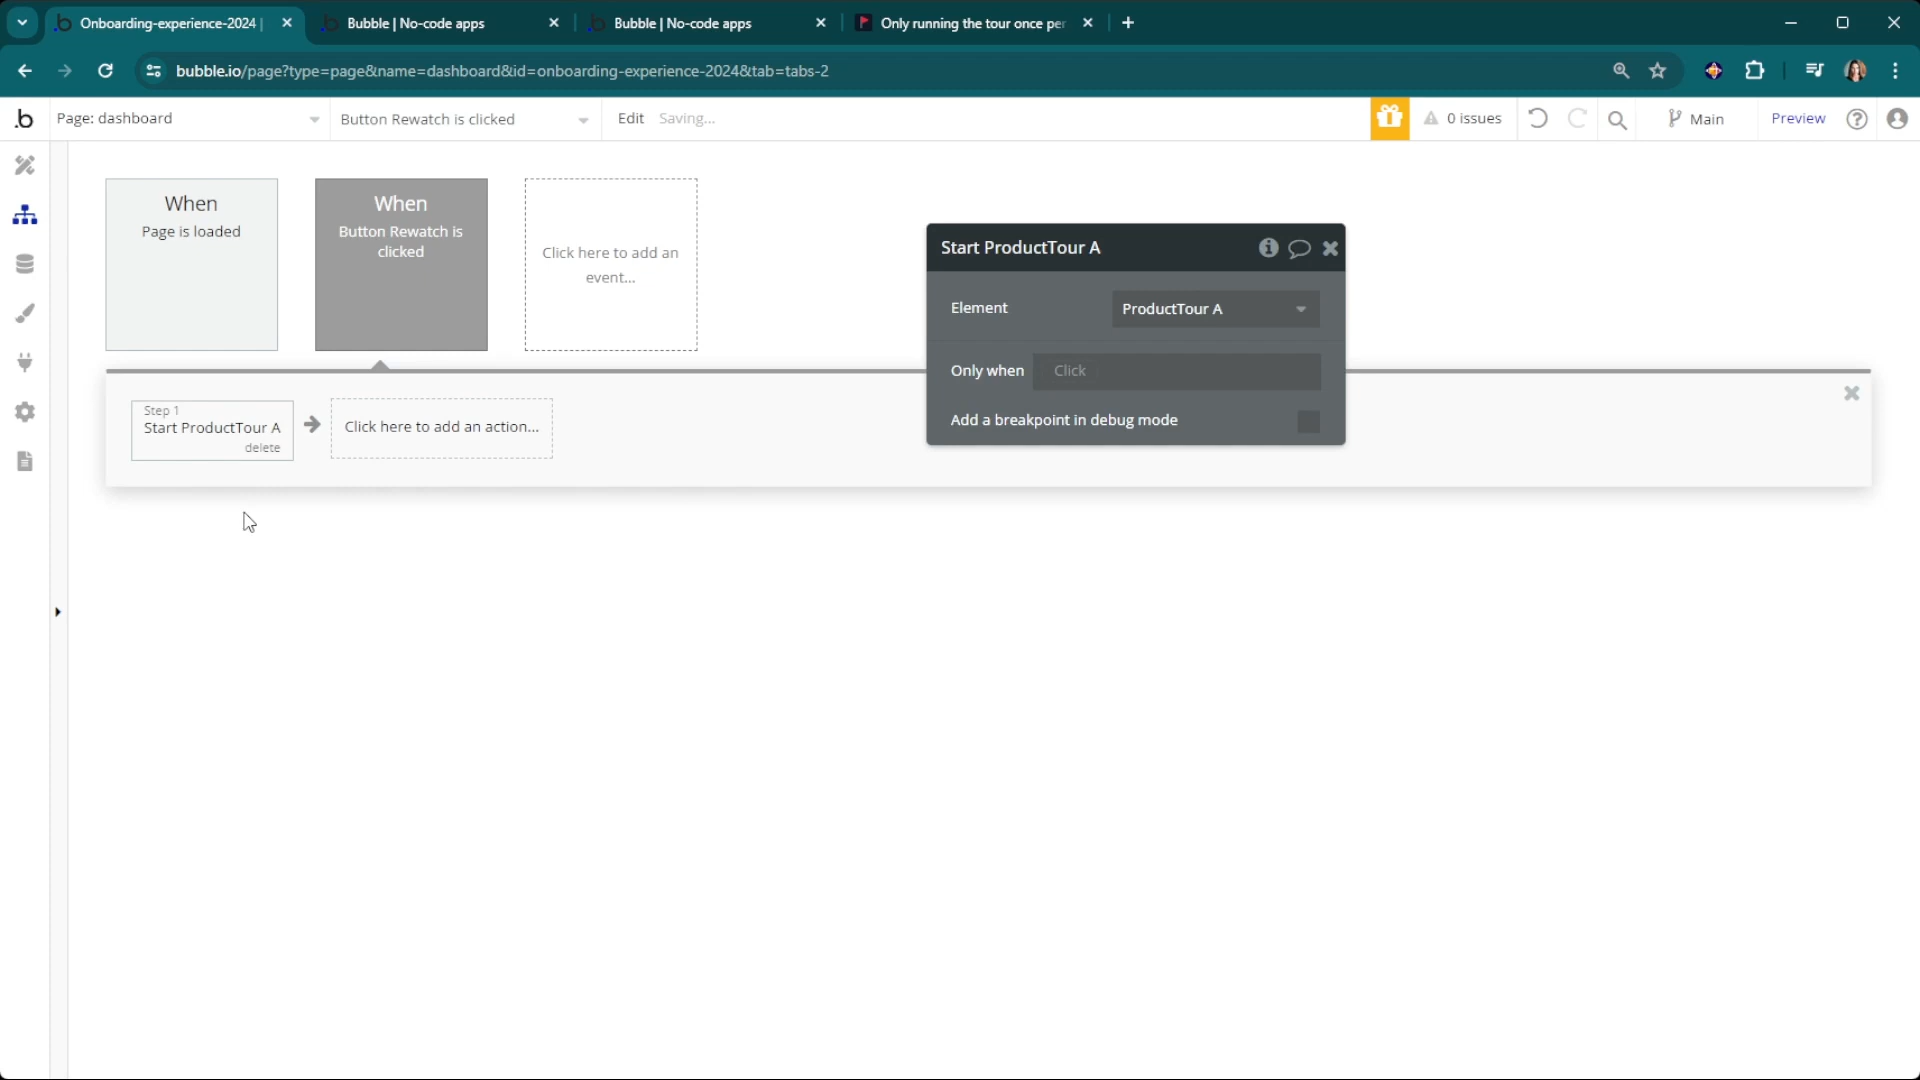 Onboarding-experience-2024 |
Bubble | No-code apps
Bubble | No-code apps
Only running the tour once per
bubble.io/page?type=page&name=dashboard&id=onboarding-experience-2024&tab=tabs-2
.b
Page: dashboard
Button Rewatch is clicked
Edit
Saving...
0 issues
Main
Preview
When
Page is loaded
When
Button Rewatch is
clicked
Click here to add an
event...
Start ProductTour A
Element
ProductTour A
Only when
Click
Add a breakpoint in debug mode
Step 1
Start ProductTour A
delete
Click here to add an action...